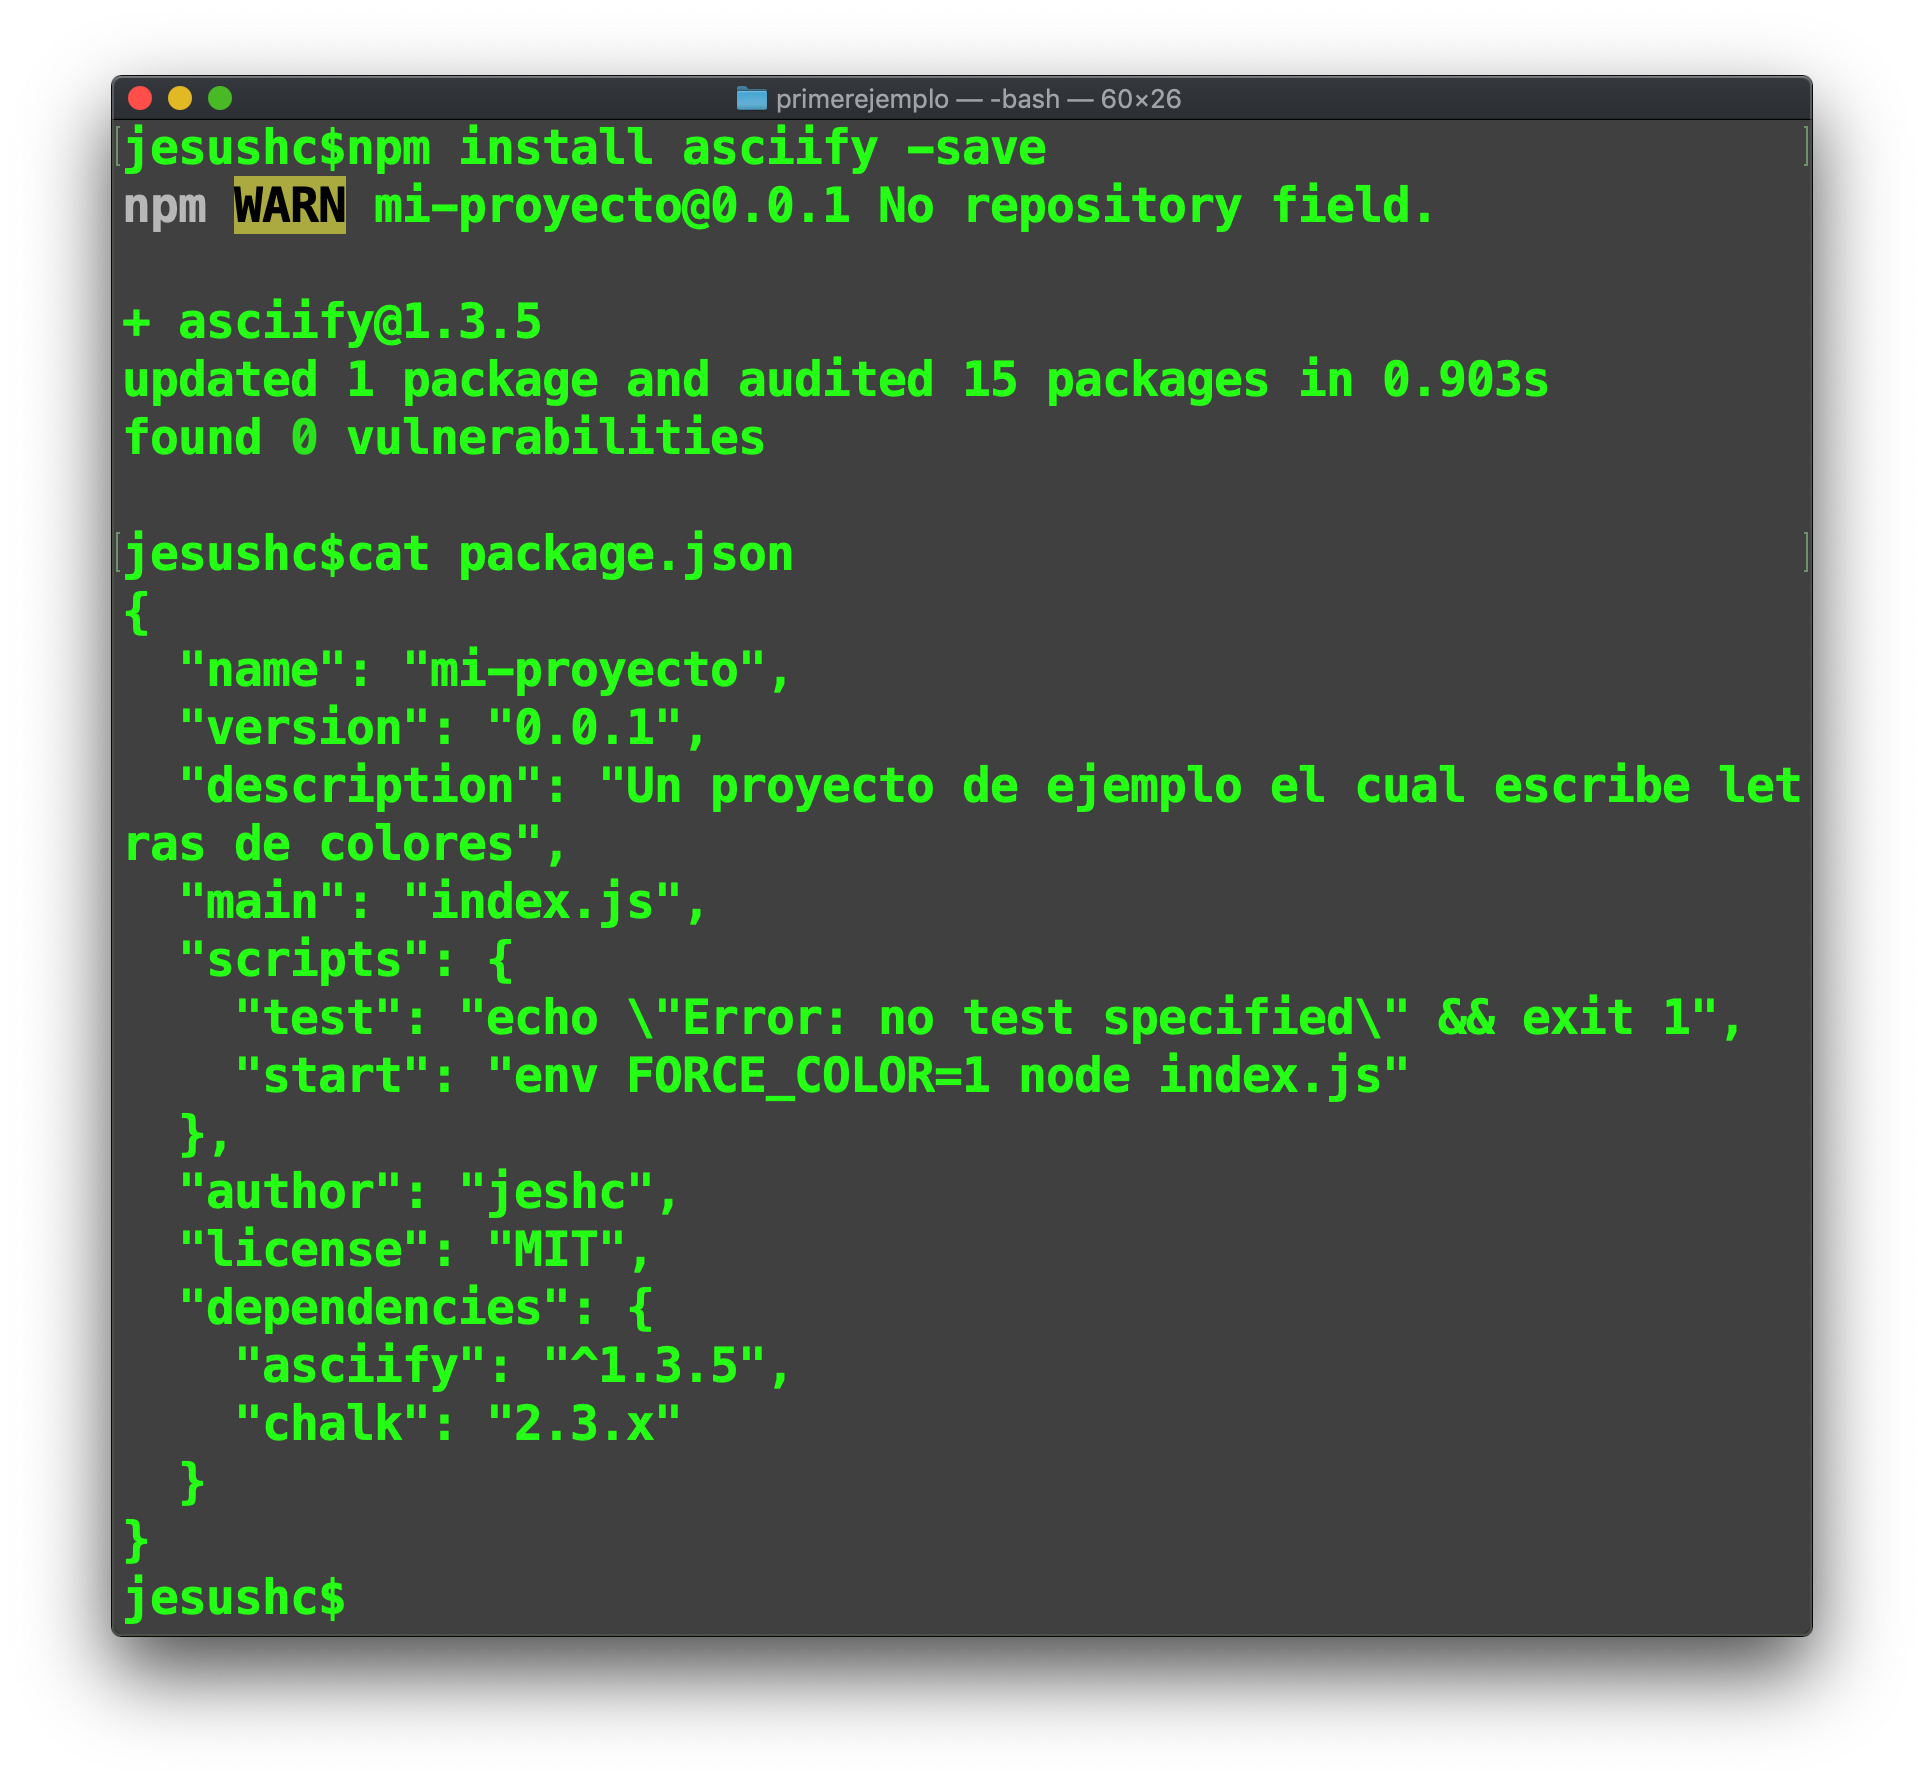 primerejemplo — -bash — 60×26
jesushc$npm install asciify -save
npm WARN mi-proyecto@0.0.1 No repository field.
+ asciify@1.3.5
updated 1 package and audited 15 packages in 0.903s
found 0 vulnerabilities
jesushc$cat package.json
{
  "name": "mi-proyecto",
  "version": "0.0.1",
  "description": "Un proyecto de ejemplo el cual escribe let
ras de colores",
  "main": "index.js",
  "scripts": {
    "test": "echo \"Error: no test specified\" && exit 1",
    "start": "env FORCE_COLOR=1 node index.js"
  },
  "author": "jeshc",
  "license": "MIT",
  "dependencies": {
    "asciify": "^1.3.5",
    "chalk": "2.3.x"
  }
}
jesushc$